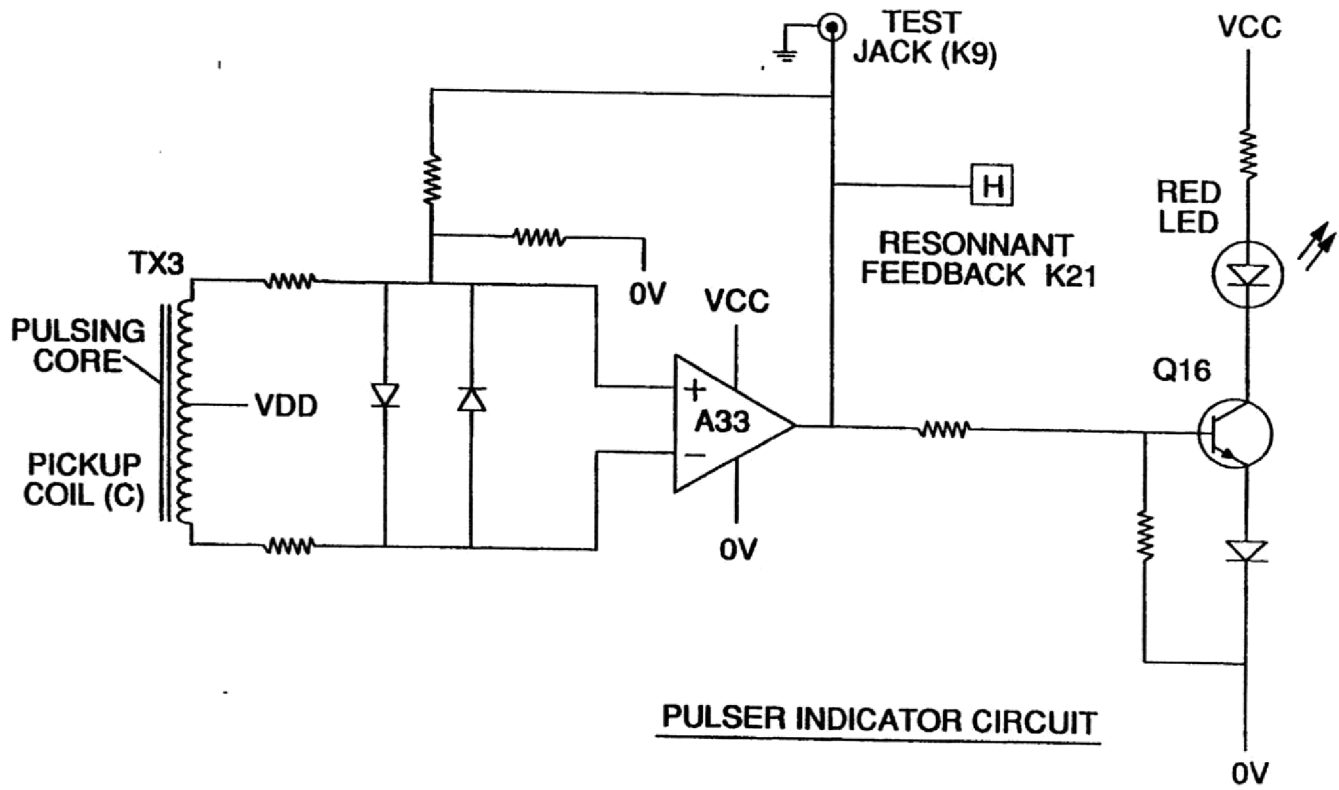 TEST
JACK (K9)
VCC
H
RED
LED
RESONNANT
FEEDBACK K21
TX3
0V
VCC
PULSING
CORE
VDD
+
A33
−
Q16
PICKUP
COIL (C)
0V
PULSER INDICATOR CIRCUIT
0V